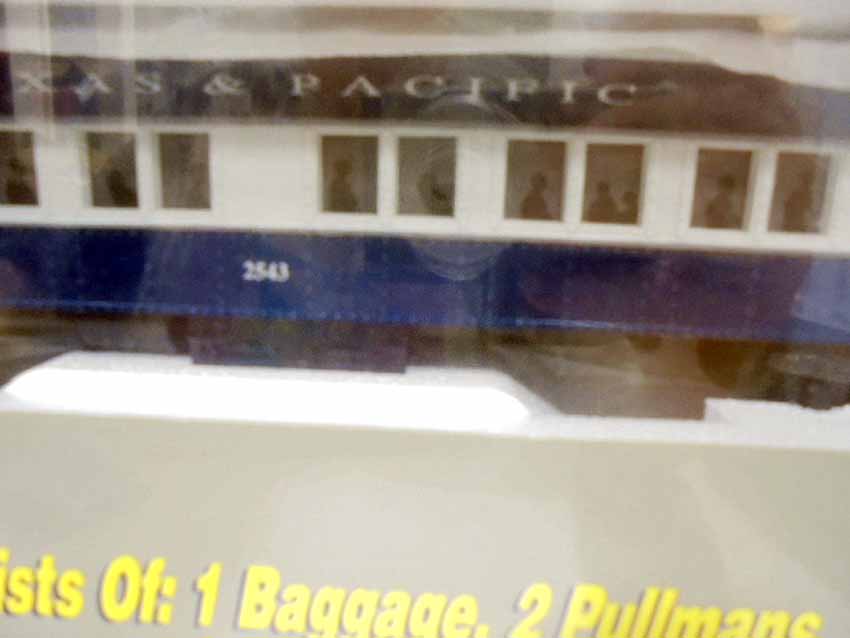 XAS & PACIFIC
2543
ists Of: 1 Baggage, 2 Pullmans